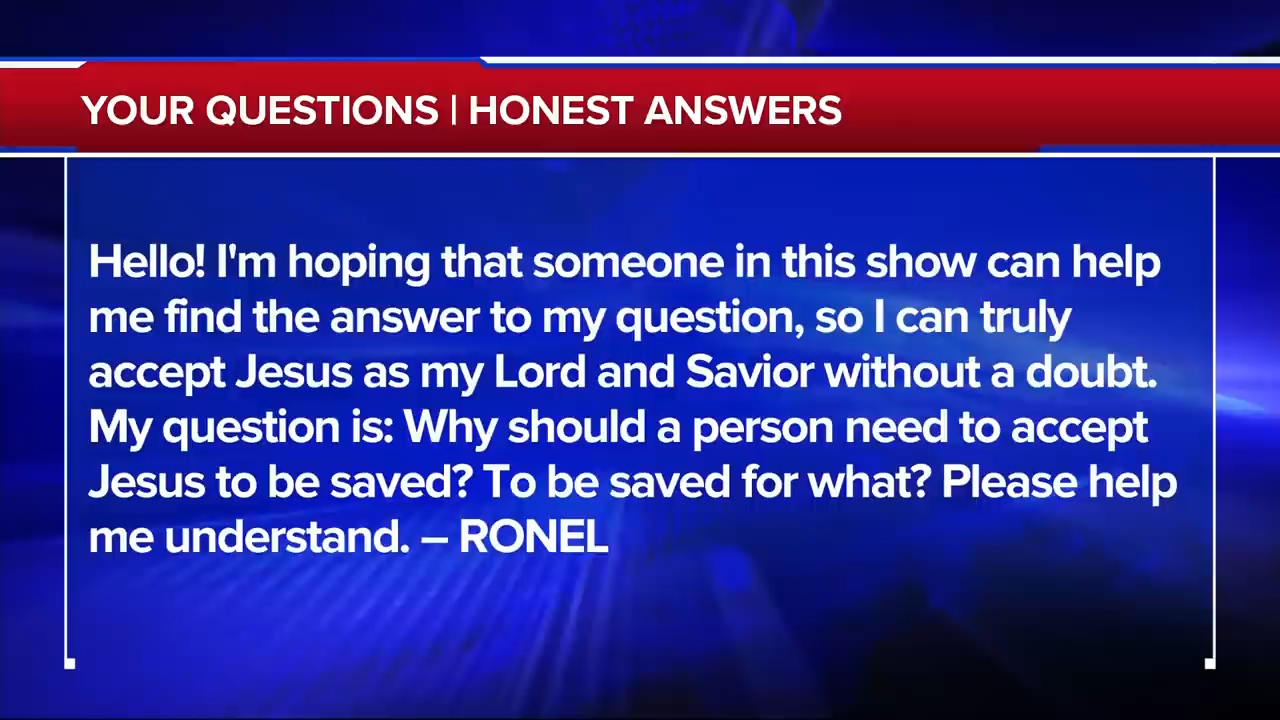 YOUR QUESTIONS | HONEST ANSWERS
Hello! I'm hoping that someone in this show can help
me find the answer to my question, so I can truly
accept Jesus as my Lord and Savior without a doubt.
My question is: Why should a person need to accept
Jesus to be saved? To be saved for what? Please help
me understand. – RONEL